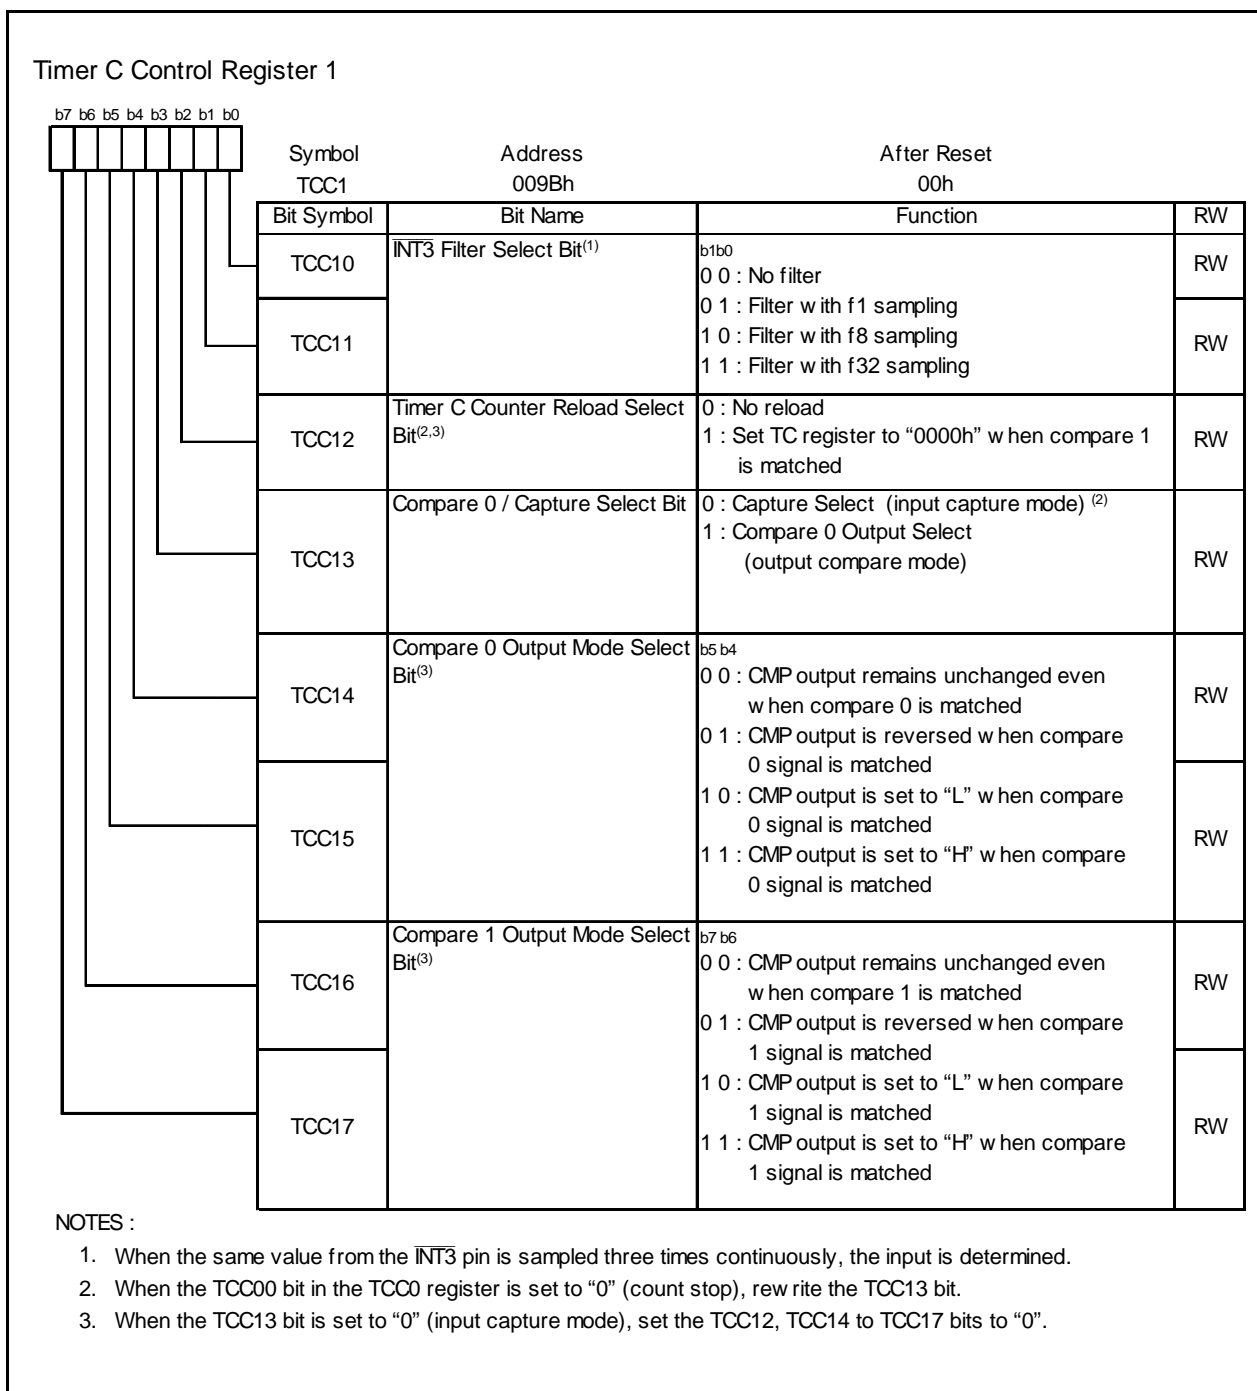 Timer C Control Register 1
b7 b6 b5 b4 b3 b2 b1 b0
Symbol Address After Reset
TCC1 009Bh 00h
Bit Symbol Bit Name Function RW
TCC10 INT3 Filter Select Bit(1) b1b0 RW
0 0 : No filter
0 1 : Filter with f1 sampling
TCC11 1 0 : Filter with f8 sampling RW
1 1 : Filter with f32 sampling
TCC12 Timer C Counter Reload Select 0 : No reload RW
Bit(2,3) 1 : Set TC register to “0000h” when compare 1
is matched
TCC13 Compare 0 / Capture Select Bit 0 : Capture Select (input capture mode) (2) RW
1 : Compare 0 Output Select
(output compare mode)
Compare 0 Output Mode Select b5 b4
TCC14 Bit(3) 0 0 : CMP output remains unchanged even RW
when compare 0 is matched
0 1 : CMP output is reversed when compare
0 signal is matched
TCC15 1 0 : CMP output is set to “L” when compare RW
0 signal is matched
1 1 : CMP output is set to “H” when compare
0 signal is matched
Compare 1 Output Mode Select b7 b6
TCC16 Bit(3) 0 0 : CMP output remains unchanged even RW
when compare 1 is matched
0 1 : CMP output is reversed when compare
1 signal is matched
TCC17 1 0 : CMP output is set to “L” when compare RW
1 signal is matched
1 1 : CMP output is set to “H” when compare
1 signal is matched
NOTES :
1. When the same value from the INT3 pin is sampled three times continuously, the input is determined.
2. When the TCC00 bit in the TCC0 register is set to “0” (count stop), rewrite the TCC13 bit.
3. When the TCC13 bit is set to “0” (input capture mode), set the TCC12, TCC14 to TCC17 bits to “0”.